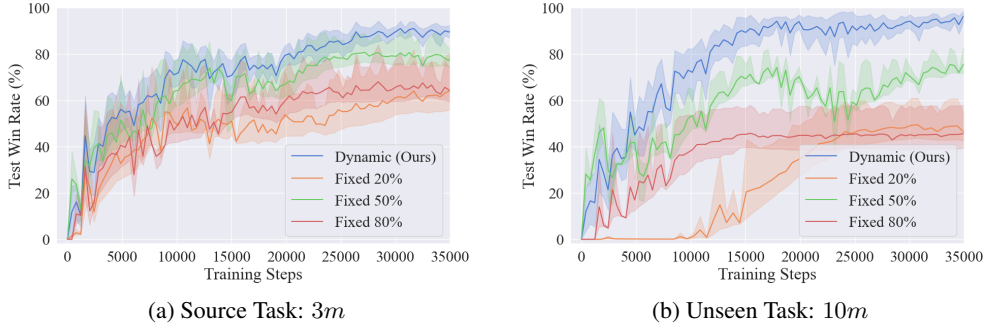 100
80
60
40
20
0
Test Win Rate (%)
Dynamic (Ours)
Fixed 20%
Fixed 50%
Fixed 80%
0 5000 10000 15000 20000 25000 30000 35000
Training Steps
(a) Source Task: 3m
100
80
60
40
20
0
Test Win Rate (%)
Dynamic (Ours)
Fixed 20%
Fixed 50%
Fixed 80%
0 5000 10000 15000 20000 25000 30000 35000
Training Steps
(b) Unseen Task: 10m